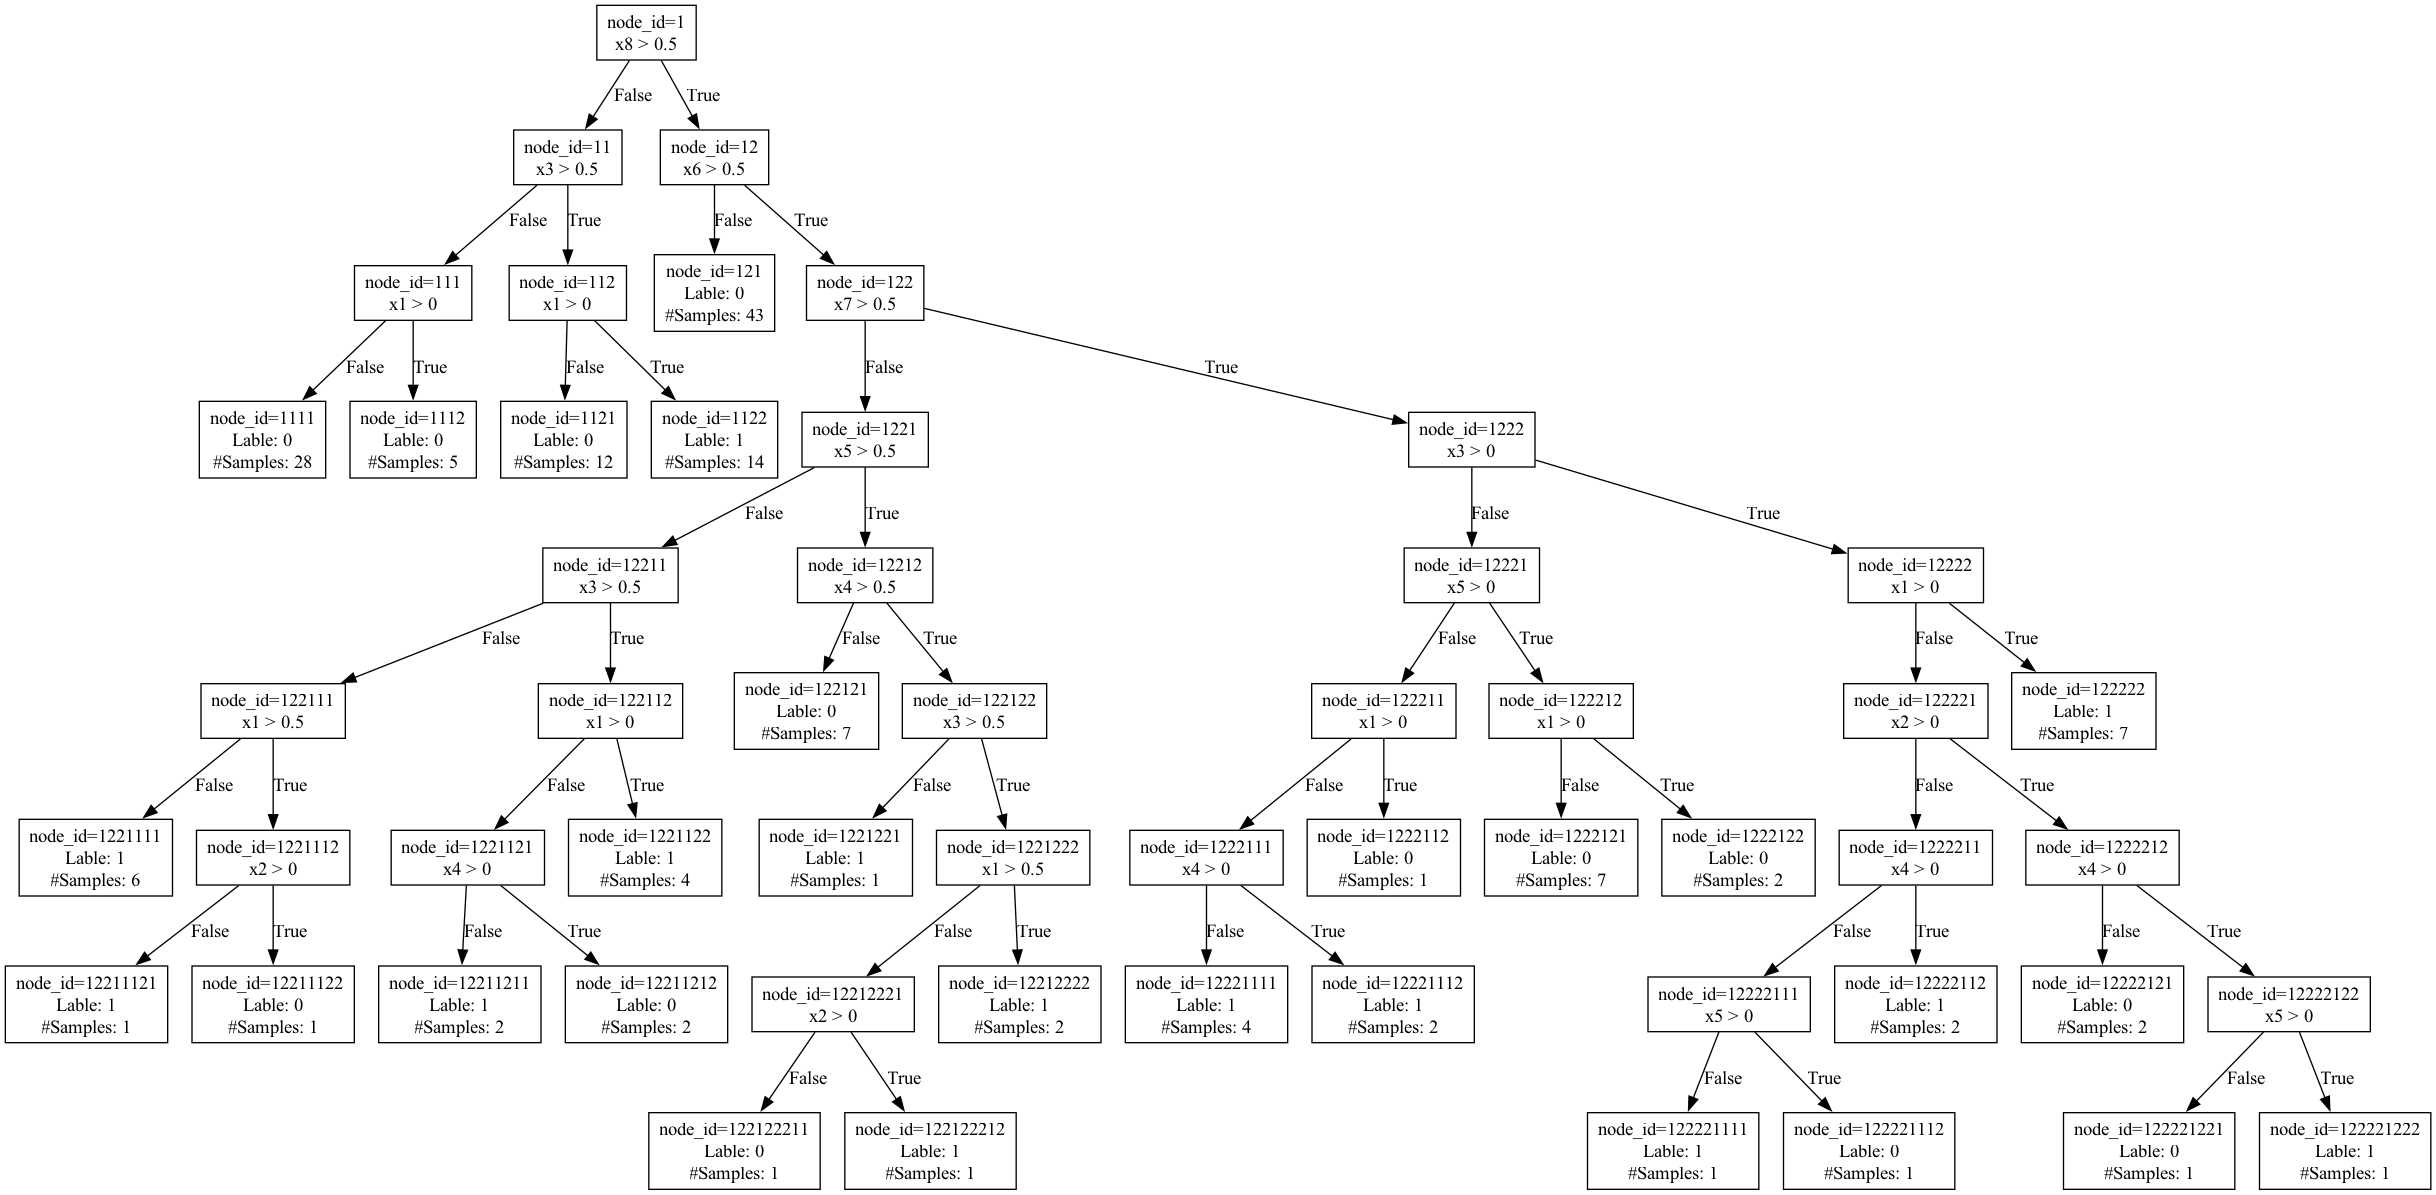 node_id=1
x8 > 0.5
False
True
node_id=11
x3 > 0.5
node_id=12
x6 > 0.5
False
True
False
True
node_id=111
x1 > 0
node_id=112
x1 > 0
node_id=121
Lable: 0
#Samples: 43
node_id=122
x7 > 0.5
False
True
False
True
False
True
node_id=1111
Lable: 0
#Samples: 28
node_id=1112
Lable: 0
#Samples: 5
node_id=1121
Lable: 0
#Samples: 12
node_id=1122
Lable: 1
#Samples: 14
node_id=1221
x5 > 0.5
node_id=1222
x3 > 0
False
True
False
True
node_id=12211
x3 > 0.5
node_id=12212
x4 > 0.5
node_id=12221
x5 > 0
node_id=12222
x1 > 0
False
True
False
True
False
True
False
True
node_id=122111
x1 > 0.5
node_id=122112
x1 > 0
node_id=122121
Lable: 0
#Samples: 7
node_id=122122
x3 > 0.5
node_id=122211
x1 > 0
node_id=122212
x1 > 0
node_id=122221
x2 > 0
node_id=122222
Lable: 1
#Samples: 7
False
True
False
True
False
True
False
True
False
True
False
True
node_id=1221111
Lable: 1
#Samples: 6
node_id=1221112
x2 > 0
node_id=1221121
x4 > 0
node_id=1221122
Lable: 1
#Samples: 4
node_id=1221221
Lable: 1
#Samples: 1
node_id=1221222
x1 > 0.5
node_id=1222111
x4 > 0
node_id=1222112
Lable: 0
#Samples: 1
node_id=1222121
Lable: 0
#Samples: 7
node_id=1222122
Lable: 0
#Samples: 2
node_id=1222211
x4 > 0
node_id=1222212
x4 > 0
False
True
False
True
False
True
False
True
False
True
False
True
node_id=12211121
Lable: 1
#Samples: 1
node_id=12211122
Lable: 0
#Samples: 1
node_id=12211211
Lable: 1
#Samples: 2
node_id=12211212
Lable: 0
#Samples: 2
node_id=12212221
x2 > 0
node_id=12212222
Lable: 1
#Samples: 2
node_id=12221111
Lable: 1
#Samples: 4
node_id=12221112
Lable: 1
#Samples: 2
node_id=12222111
x5 > 0
node_id=12222112
Lable: 1
#Samples: 2
node_id=12222121
Lable: 0
#Samples: 2
node_id=12222122
x5 > 0
False
True
False
True
False
True
node_id=122122211
Lable: 0
#Samples: 1
node_id=122122212
Lable: 1
#Samples: 1
node_id=122221111
Lable: 1
#Samples: 1
node_id=122221112
Lable: 0
#Samples: 1
node_id=122221221
Lable: 0
#Samples: 1
node_id=122221222
Lable: 1
#Samples: 1